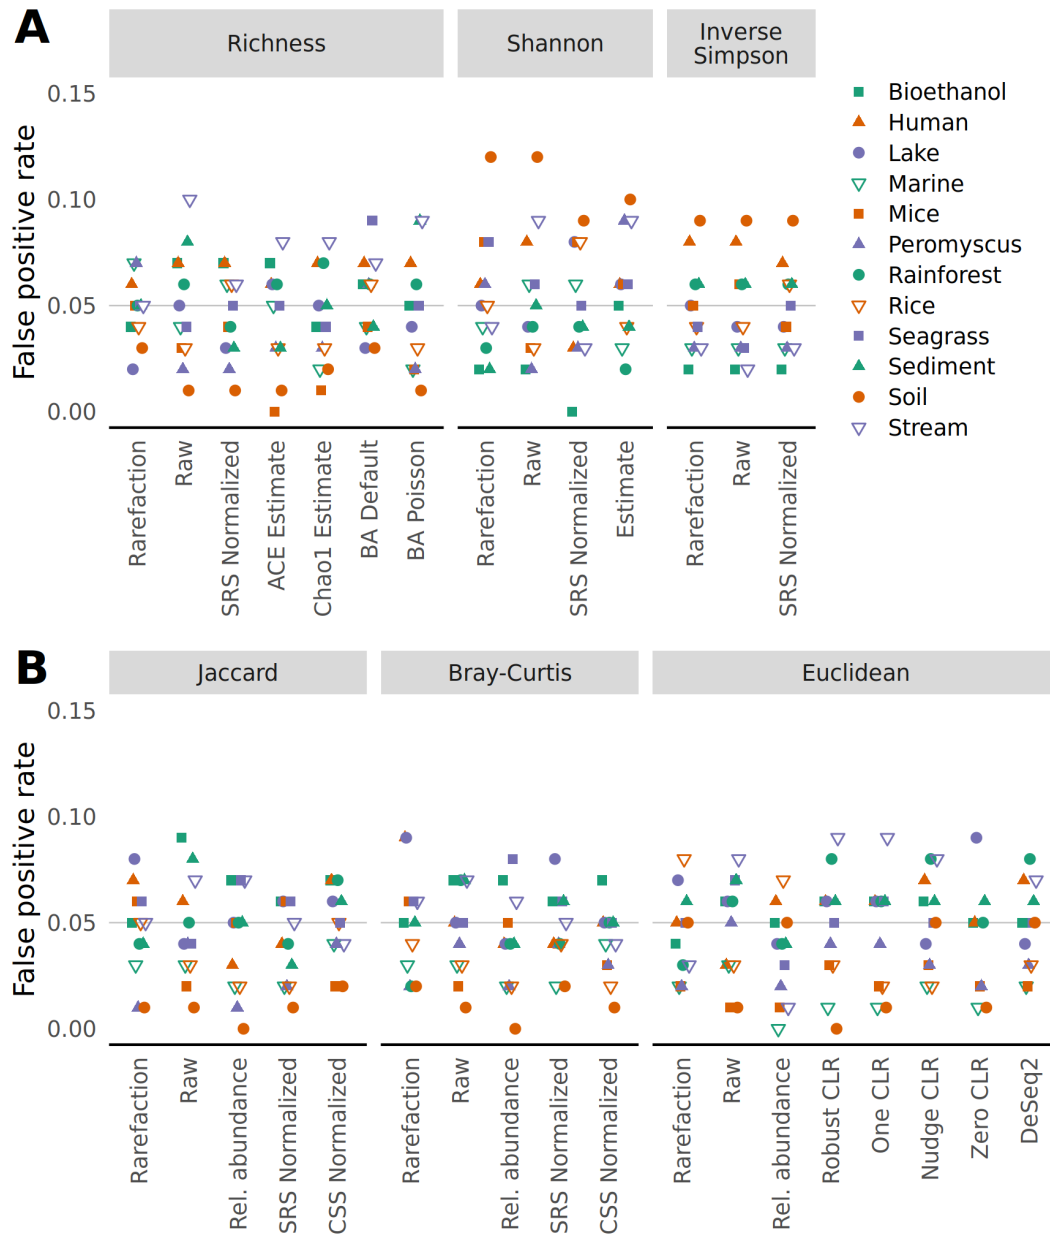 A
Richness
Shannon
Inverse
Simpson
False positive rate
0.15
0.10
0.05
0.00
Rarefaction
Raw
SRS Normalized
ACE Estimate
Chao1 Estimate
BA Default
BA Poisson
Rarefaction
Raw
SRS Normalized
Estimate
Rarefaction
Raw
SRS Normalized
Bioethanol
Human
Lake
Marine
Mice
Peromyscus
Rainforest
Rice
Seagrass
Sediment
Soil
Stream
B
Jaccard
Bray-Curtis
Euclidean
False positive rate
0.15
0.10
0.05
0.00
Rarefaction
Raw
Rel. abundance
SRS Normalized
CSS Normalized
Rarefaction
Raw
Rel. abundance
SRS Normalized
CSS Normalized
Rarefaction
Raw
Rel. abundance
Robust CLR
One CLR
Nudge CLR
Zero CLR
DeSeq2